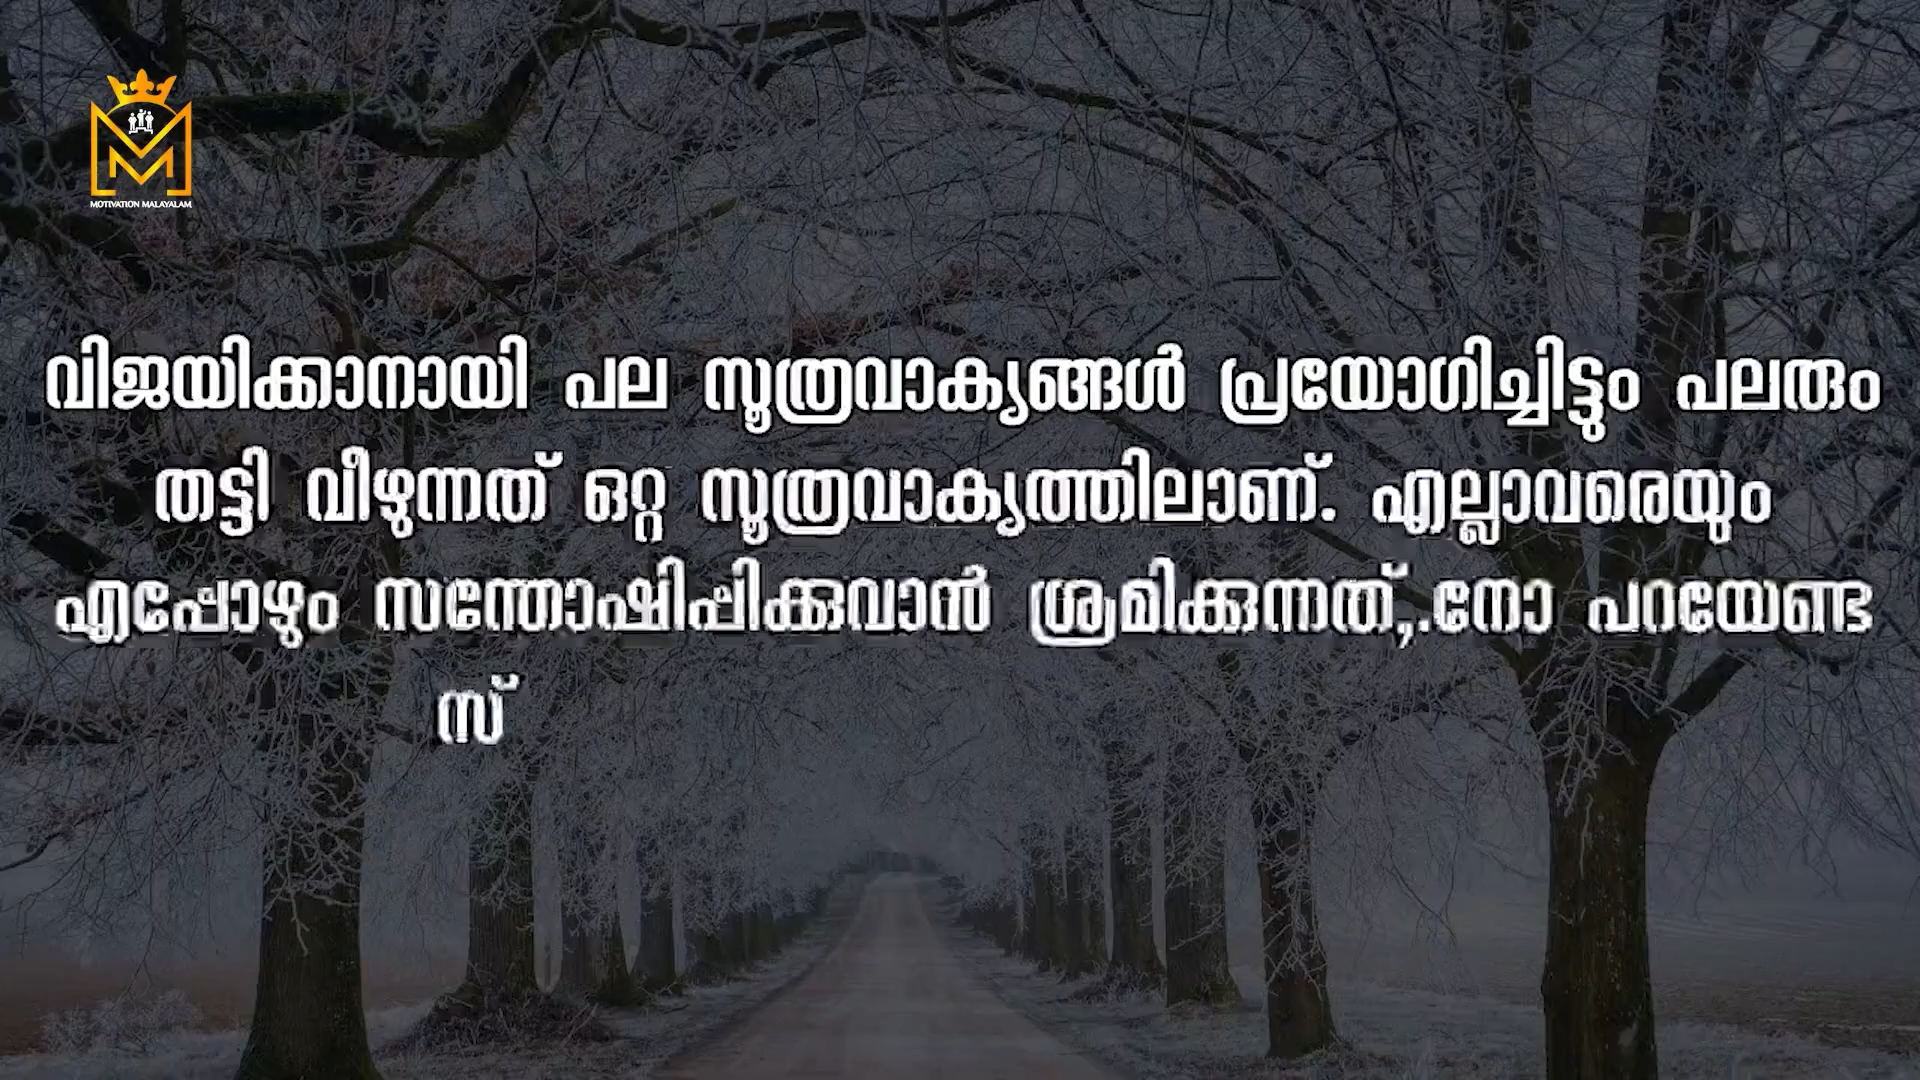 MOTIVATION MALAYALAM
വിജയിക്കാനായി പല സൂത്രവാക്യങ്ങൾ പ്രയോഗിച്ചിട്ടും പലരും
തട്ടി വീഴുന്നത് ഒറ്റ സൂത്രവാക്യത്തിലാണ്. എല്ലാവരെയും
എപ്പോഴും സന്തോഷിപ്പിക്കുവാൻ ശ്രമിക്കുന്നത്,.നോ പറയേണ്ട
സ്